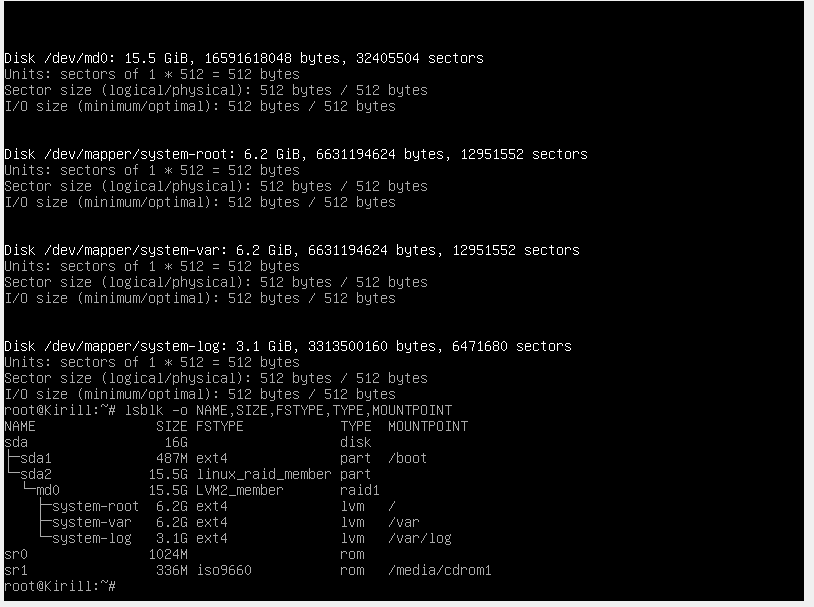 Disk /dev/md0: 15.5 GiB, 16591618048 bytes, 32405504 sectors
Units: sectors of 1 * 512 = 512 bytes
Sector size (logical/physical): 512 bytes / 512 bytes
I/O size (minimum/optimal): 512 bytes / 512 bytes
Disk /dev/mapper/system-root: 6.2 GiB, 6631194624 bytes, 12951552 sectors
Units: sectors of 1 * 512 = 512 bytes
Sector size (logical/physical): 512 bytes / 512 bytes
I/O size (minimum/optimal): 512 bytes / 512 bytes
Disk /dev/mapper/system-var: 6.2 GiB, 6631194624 bytes, 12951552 sectors
Units: sectors of 1 * 512 = 512 bytes
Sector size (logical/physical): 512 bytes / 512 bytes
I/O size (minimum/optimal): 512 bytes / 512 bytes
Disk /dev/mapper/system-log: 3.1 GiB, 3313500160 bytes, 6471680 sectors
Units: sectors of 1 * 512 = 512 bytes
Sector size (logical/physical): 512 bytes / 512 bytes
I/O size (minimum/optimal): 512 bytes / 512 bytes
root@Kirill:~# lsblk -o NAME,SIZE,FSTYPE,TYPE,MOUNTPOINT
NAME                SIZE FSTYPE            TYPE  MOUNTPOINT
sda                  16G                   disk
├─sda1              487M ext4              part  /boot
└─sda2             15.5G linux_raid_member part
  └─md0            15.5G LVM2_member       raid1
    ├─system-root   6.2G ext4              lvm   /
    ├─system-var    6.2G ext4              lvm   /var
    └─system-log    3.1G ext4              lvm   /var/log
sr0                1024M                   rom
sr1                 336M iso9660           rom   /media/cdrom1
root@Kirill:~#